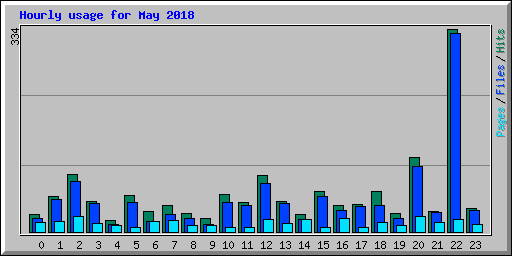 Hourly usage for May 2018
334
Pages/Files/Hits
0 1 2 3 4 5 6 7 8 9 10 11 12 13 14 15 16 17 18 19 20 21 22 23